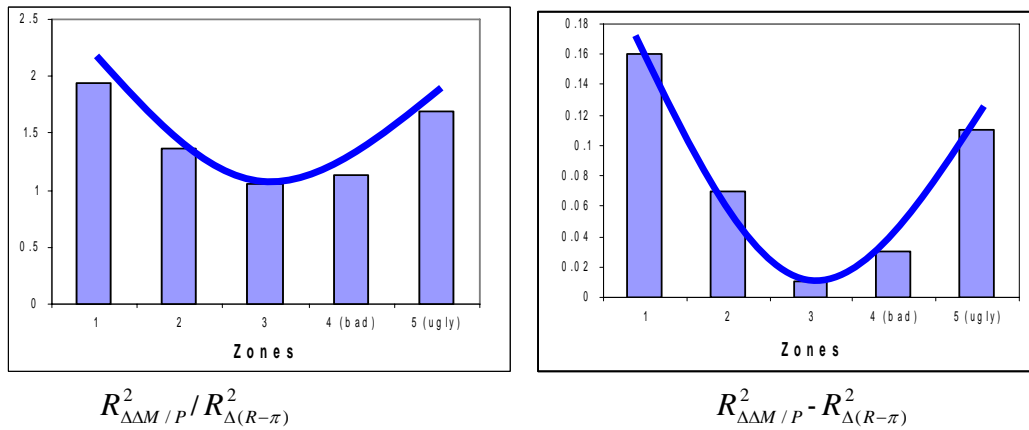 2.5
2
1.5
1
0.5
0
1 2 3 4 (bad) 5 (ugly)
Zones
0.18
0.16
0.14
0.12
0.1
0.08
0.06
0.04
0.02
0
1 2 3 4 (bad) 5 (ugly)
Zones
R²ΔΔM/P / R²Δ(R−π)
R²ΔΔM/P - R²Δ(R−π)